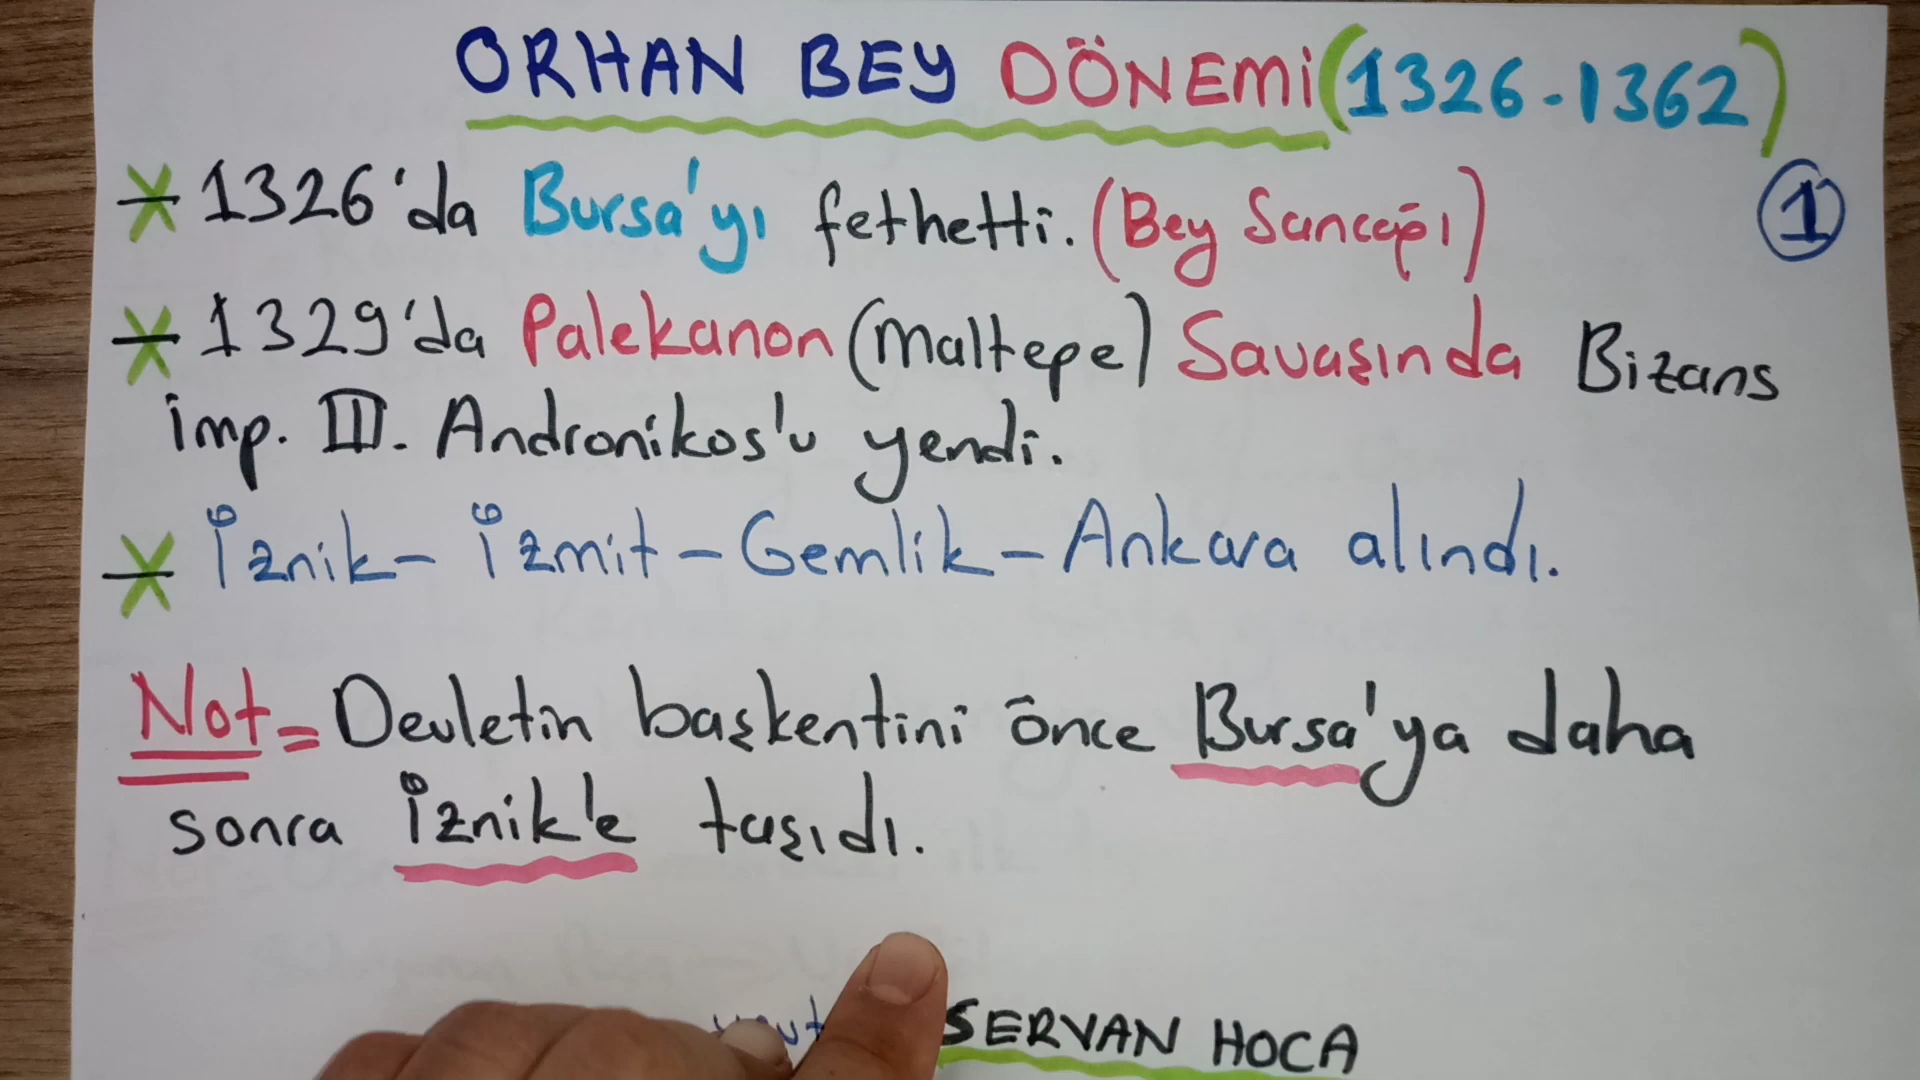 ORHAN BEY DÖNEMİ (1326-1362)
1
* 1326'da Bursa'yı fethetti. (Bey Sancağı)
* 1329'da Palekanon (Maltepe) Savaşında Bizans
imp. III. Andronikos'u yendi.
* İznik - İzmit - Gemlik - Ankara alındı.
Not = Devletin başkentini önce Bursa'ya daha
sonra İznik'e taşıdı.
SERVAN HOCA